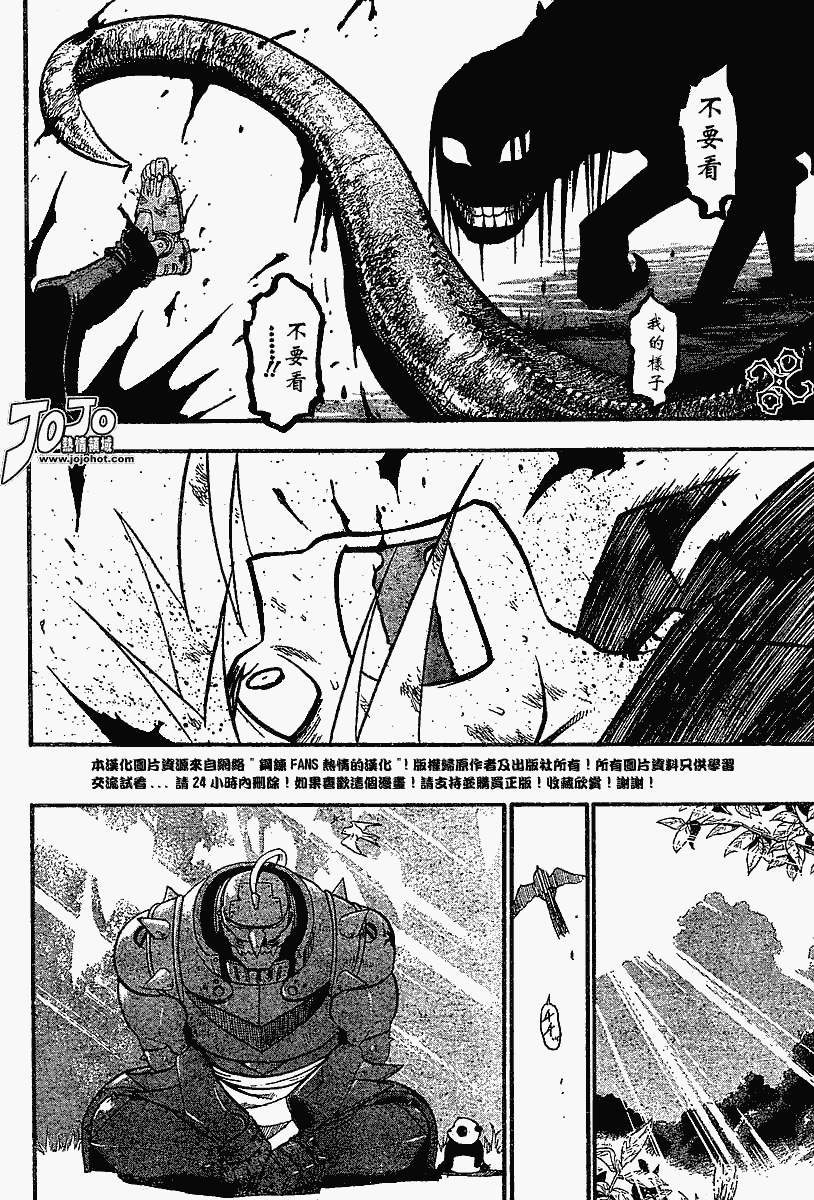 不要看
我的樣子
不要看
……!!
JOJO
熱情領域
www.jojohot.com
本漢化圖片資源來自網絡"鋼鍊FANS熱情的漢化"!版權歸原作者及出版社所有!所有圖片資料只供學習
交流試看...請24小時內刪除!如果喜歡這個漫畫!請支持並購買正版!收藏欣賞!謝謝!